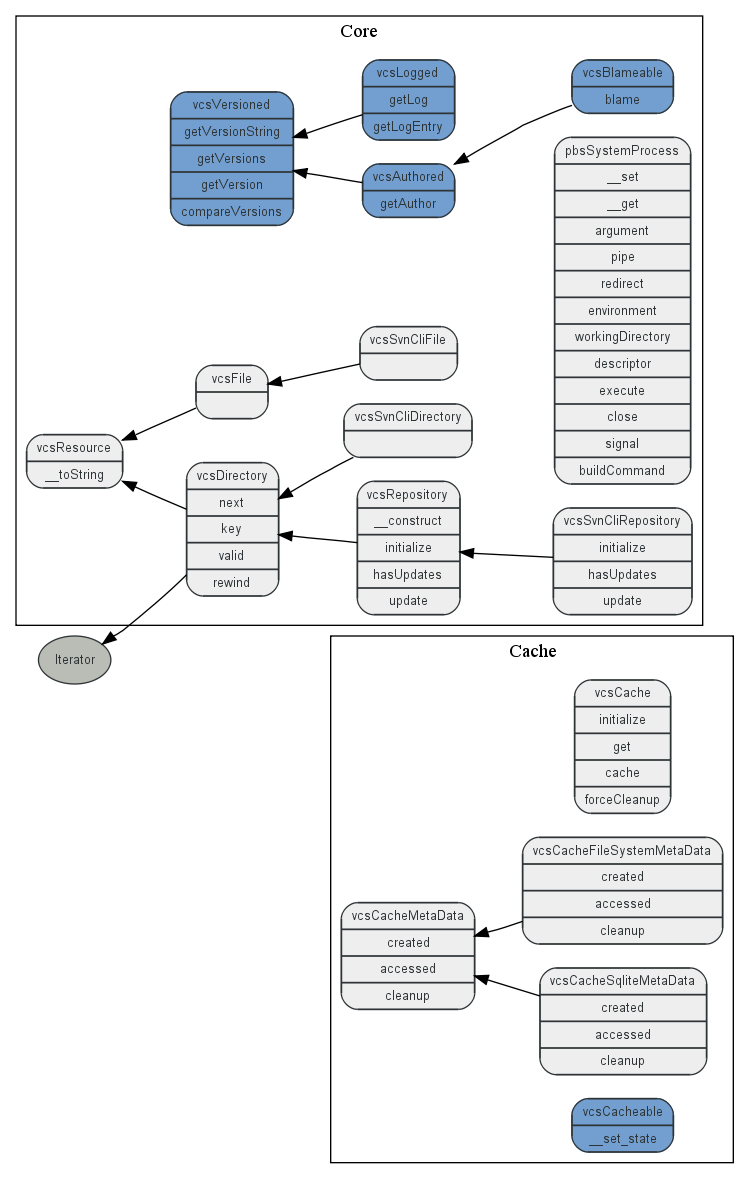 Core
vcsVersioned
getVersionString
getVersions
getVersion
compareVersions
vcsLogged
getLog
getLogEntry
vcsAuthored
getAuthor
vcsBlameable
blame
pbsSystemProcess
__set
__get
argument
pipe
redirect
environment
workingDirectory
descriptor
execute
close
signal
buildCommand
vcsResource
__toString
vcsFile
vcsSvnCliFile
vcsSvnCliDirectory
vcsDirectory
next
key
valid
rewind
vcsRepository
__construct
initialize
hasUpdates
update
vcsSvnCliRepository
initialize
hasUpdates
update
Iterator
Cache
vcsCache
initialize
get
cache
forceCleanup
vcsCacheMetaData
created
accessed
cleanup
vcsCacheFileSystemMetaData
created
accessed
cleanup
vcsCacheSqliteMetaData
created
accessed
cleanup
vcsCacheable
__set_state